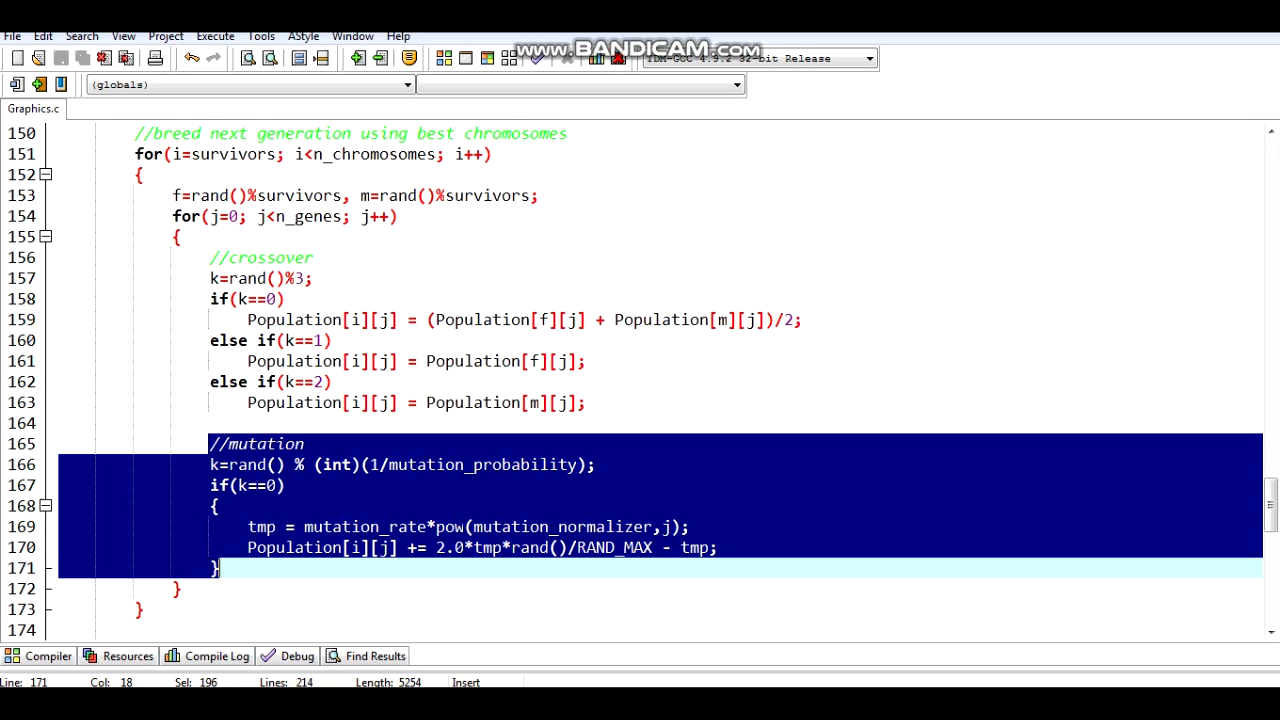 www.BANDICAM.com
File Edit Search View Project Execute Tools AStyle Window Help
TDM-GCC 4.9.2 32-bit Release
(globals)
Graphics.c
150 //breed next generation using best chromosomes
151 for(i=survivors; i<n_chromosomes; i++)
152 {
153 f=rand()%survivors, m=rand()%survivors;
154 for(j=0; j<n_genes; j++)
155 {
156 //crossover
157 k=rand()%3;
158 if(k==0)
159 Population[i][j] = (Population[f][j] + Population[m][j])/2;
160 else if(k==1)
161 Population[i][j] = Population[f][j];
162 else if(k==2)
163 Population[i][j] = Population[m][j];
164
165 //mutation
166 k=rand() % (int)(1/mutation_probability);
167 if(k==0)
168 {
169 tmp = mutation_rate*pow(mutation_normalizer,j);
170 Population[i][j] += 2.0*tmp*rand()/RAND_MAX - tmp;
171 }
172 }
173 }
174
Compiler Resources Compile Log Debug Find Results
Line: 171 Col: 18 Sel: 196 Lines: 214 Length: 5254 Insert